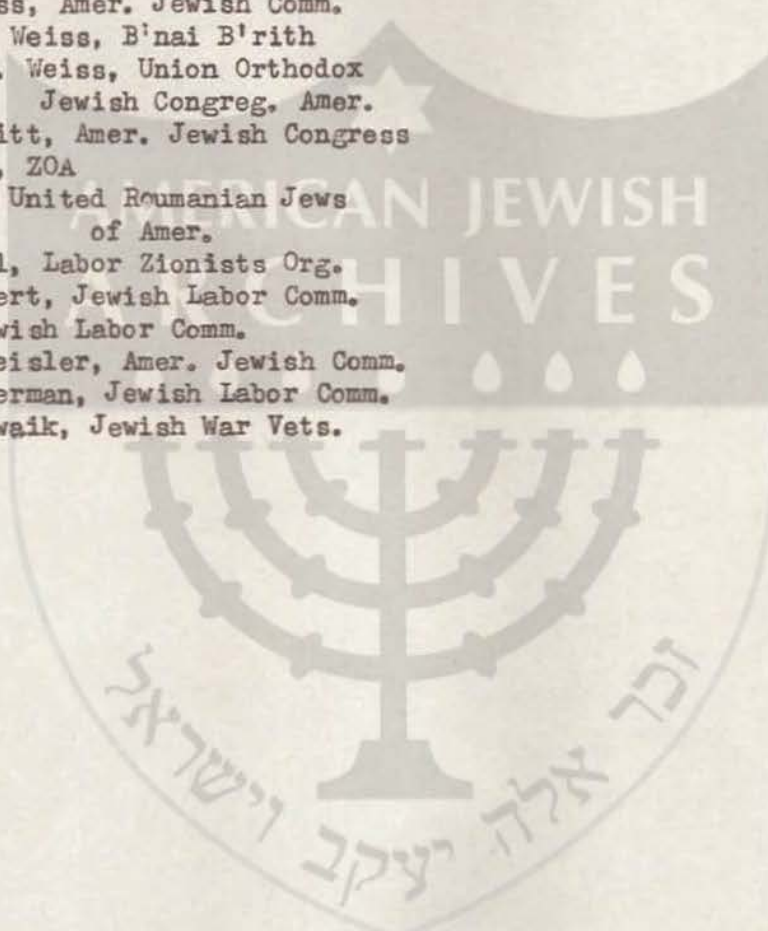 ss, Amer. Jewish Comm.
Weiss, B'nai B'rith
. Weiss, Union Orthodox
Jewish Congreg. Amer.
itt, Amer. Jewish Congress
, ZOA
United Roumanian Jews
of Amer.
l, Labor Zionists Org.
ert, Jewish Labor Comm.
wish Labor Comm.
eisler, Amer. Jewish Comm.
erman, Jewish Labor Comm.
waik, Jewish War Vets.
AMERICAN JEWISH
ARCHIVES
זכר אלה יעקב וישראל